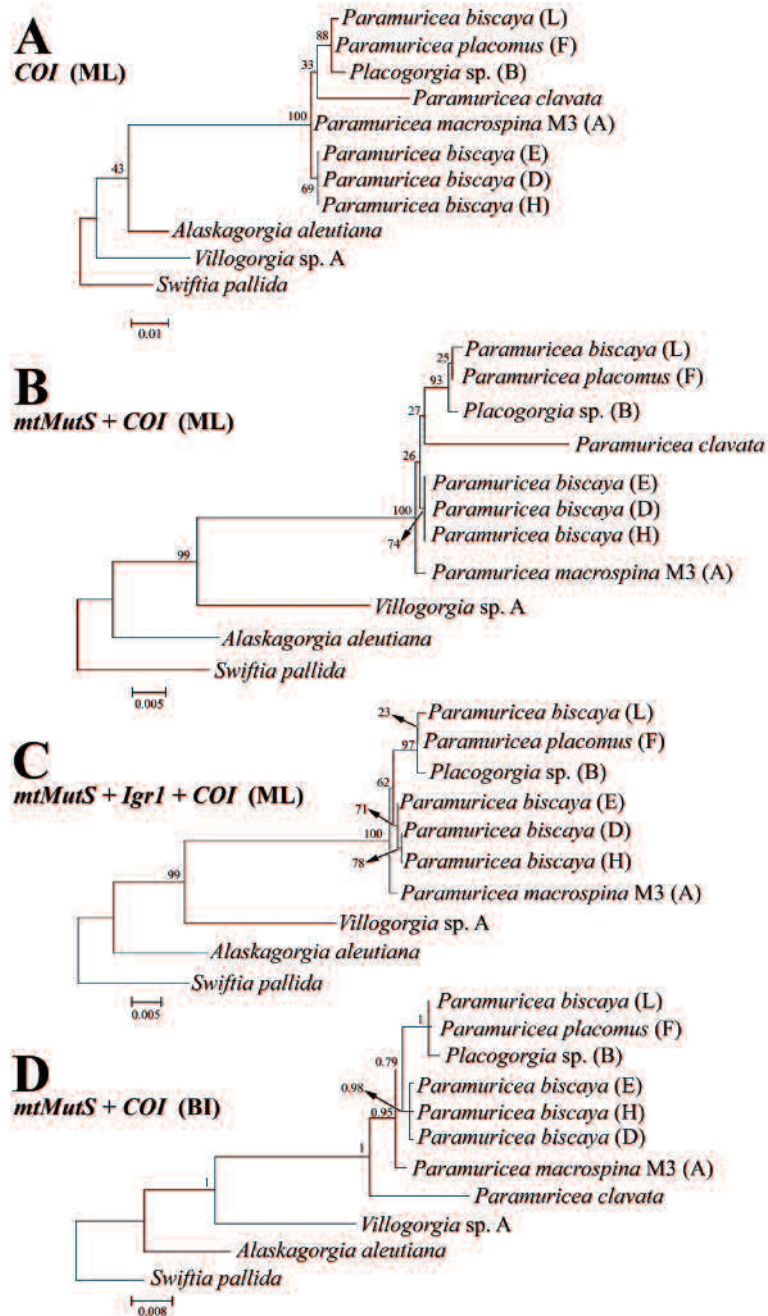 A
COI (ML)
Paramuricea biscaya (L)
88
Paramuricea placomus (F)
33
Placogorgia sp. (B)
Paramuricea clavata
100
Paramuricea macrospina M3 (A)
Paramuricea biscaya (E)
43
Paramuricea biscaya (D)
69
Paramuricea biscaya (H)
Alaskagorgia aleutiana
Villogorgia sp. A
Swiftia pallida
0.01
B
mtMutS + COI (ML)
Paramuricea biscaya (L)
25
Paramuricea placomus (F)
93
Placogorgia sp. (B)
27
Paramuricea clavata
26
Paramuricea biscaya (E)
100
Paramuricea biscaya (D)
Paramuricea biscaya (H)
74
99
Paramuricea macrospina M3 (A)
Villogorgia sp. A
Alaskagorgia aleutiana
Swiftia pallida
0.005
C
mtMutS + Igr1 + COI (ML)
23
Paramuricea biscaya (L)
97
Paramuricea placomus (F)
Placogorgia sp. (B)
62
71
Paramuricea biscaya (E)
100
Paramuricea biscaya (D)
78
Paramuricea biscaya (H)
99
Paramuricea macrospina M3 (A)
Villogorgia sp. A
Alaskagorgia aleutiana
Swiftia pallida
0.005
D
mtMutS + COI (BI)
Paramuricea biscaya (L)
1
Paramuricea placomus (F)
Placogorgia sp. (B)
0.79
0.98
Paramuricea biscaya (E)
0.95
Paramuricea biscaya (H)
Paramuricea biscaya (D)
1
Paramuricea macrospina M3 (A)
1
Paramuricea clavata
Villogorgia sp. A
Alaskagorgia aleutiana
Swiftia pallida
0.008